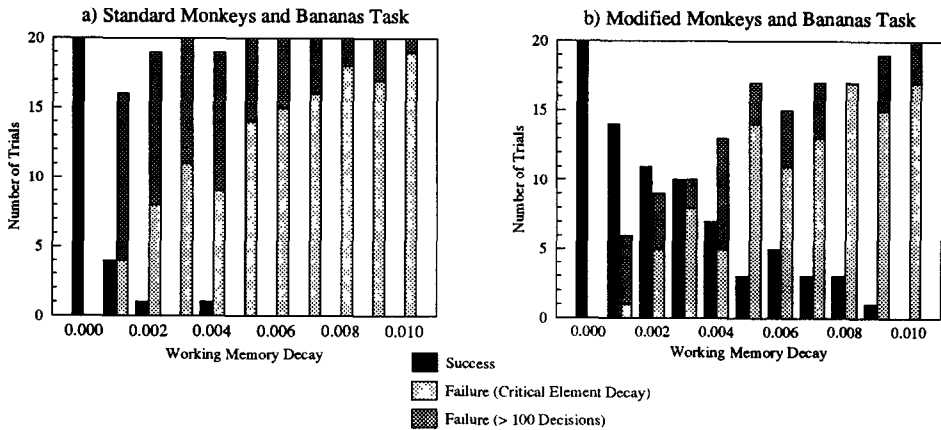 a) Standard Monkeys and Bananas Task
20
15
10
5
0
Number of Trials
0.000 0.002 0.004 0.006 0.008 0.010
Working Memory Decay
b) Modified Monkeys and Bananas Task
20
15
10
5
0
Number of Trials
0.000 0.002 0.004 0.006 0.008 0.010
Working Memory Decay
Success
Failure (Critical Element Decay)
Failure (> 100 Decisions)